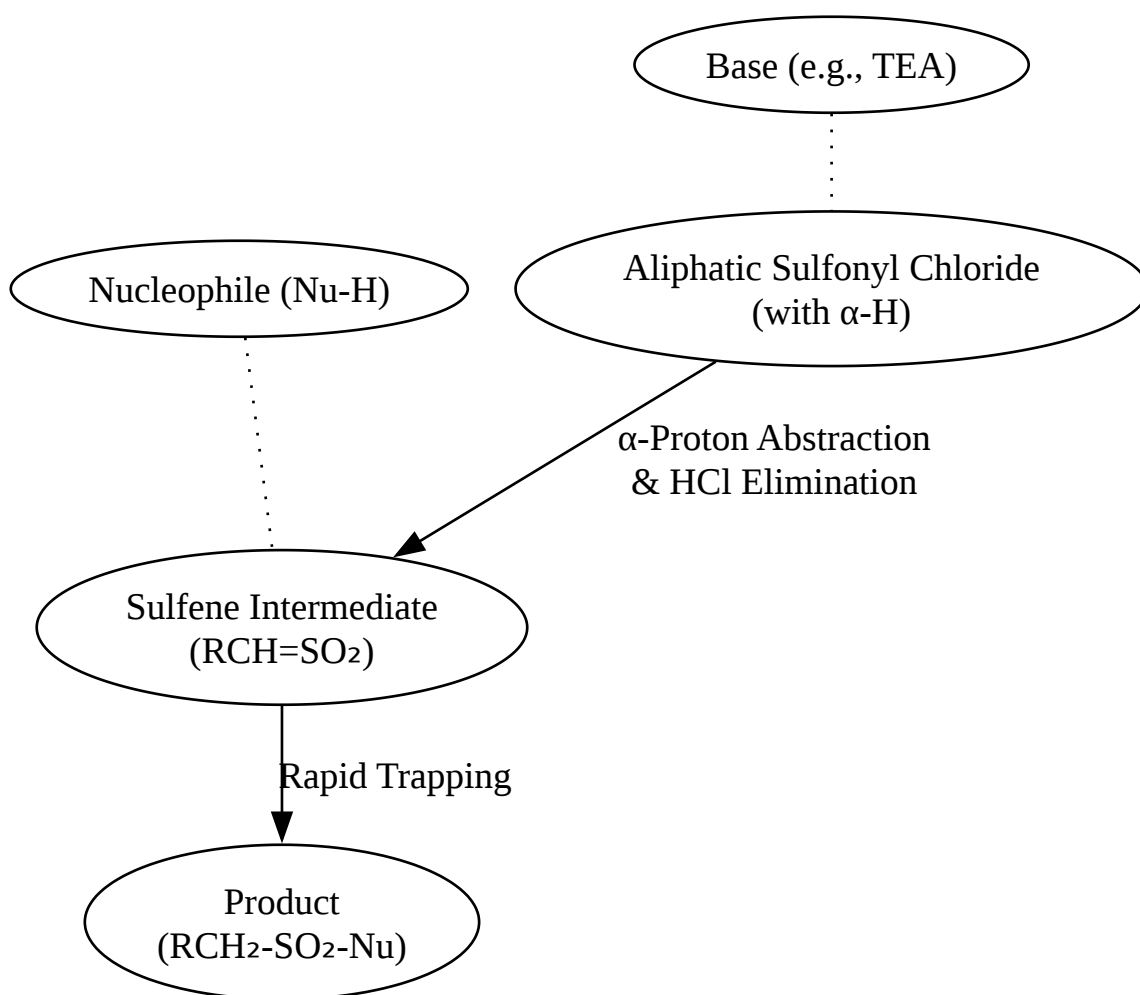 Base (e.g., TEA)
Aliphatic Sulfonyl Chloride
(with α-H)
Nucleophile (Nu-H)
α-Proton Abstraction
& HCl Elimination
Sulfene Intermediate
(RCH=SO₂)
Rapid Trapping
Product
(RCH₂-SO₂-Nu)